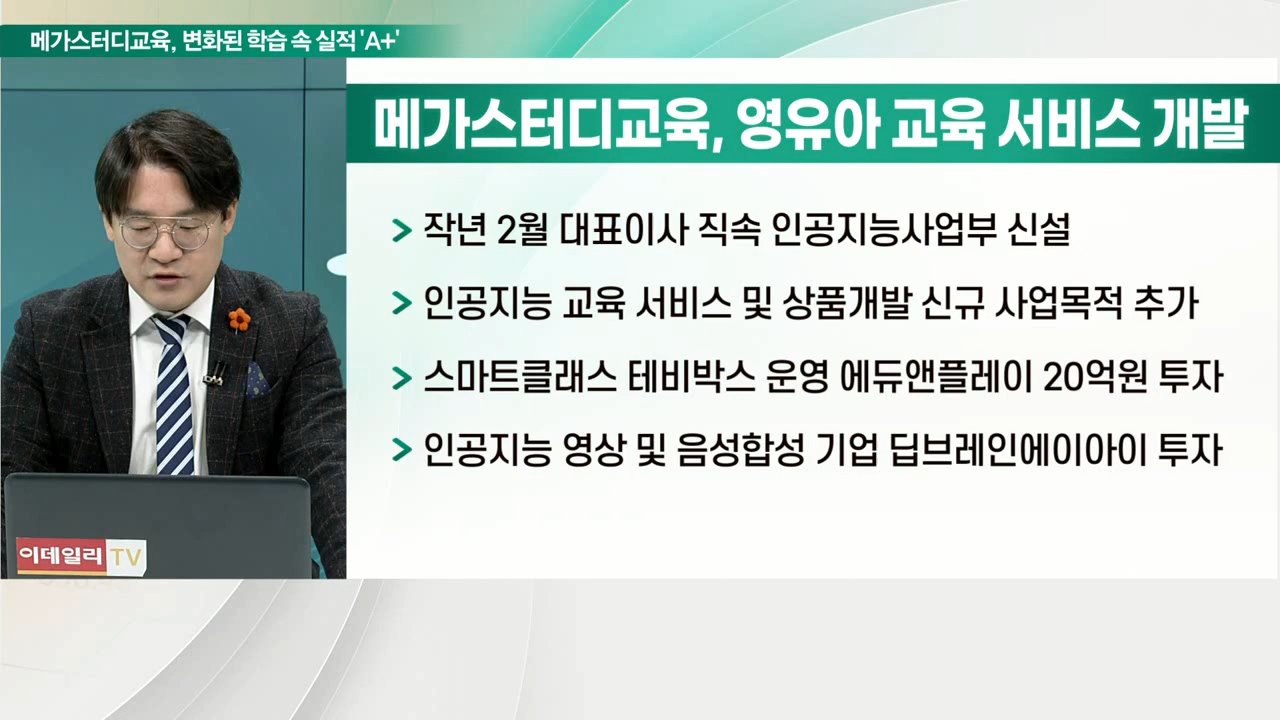 메가스터디교육, 변화된 학습 속 실적 'A+'
메가스터디교육, 영유아 교육 서비스 개발
> 작년 2월 대표이사 직속 인공지능사업부 신설
> 인공지능 교육 서비스 및 상품개발 신규 사업목적 추가
> 스마트클래스 테비박스 운영 에듀앤플레이 20억원 투자
> 인공지능 영상 및 음성합성 기업 딥브레인에이아이 투자
이데일리 TV